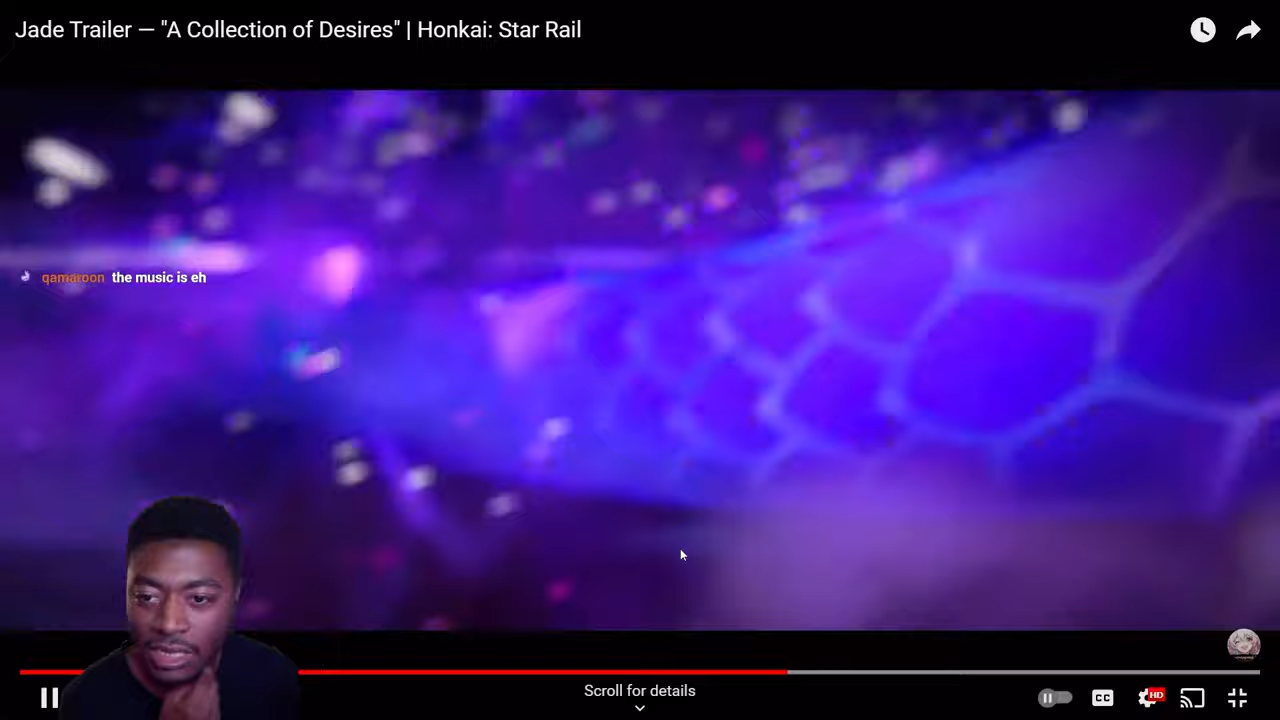 Jade Trailer — "A Collection of Desires" | Honkai: Star Rail
qamaroon the music is eh
Scroll for details
CC
HD